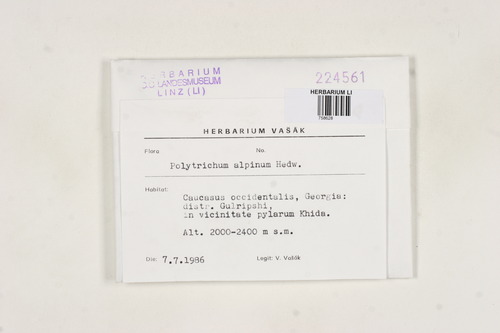 HERBARIUM
LANDESMUSEUM
LINZ (LI)
224561
HERBARIUM LI
HERBARIUM VAŠÁK
Flora No.
Polytrichum alpinum Hedw.
Habitat:
Caucasus occidentalis, Georgia:
distr. Gulripshi,
in vicinitate pylarum Khida.
Alt. 2000-2400 m s.m.
Die: 7.7.1986 Legit: V. Vašák